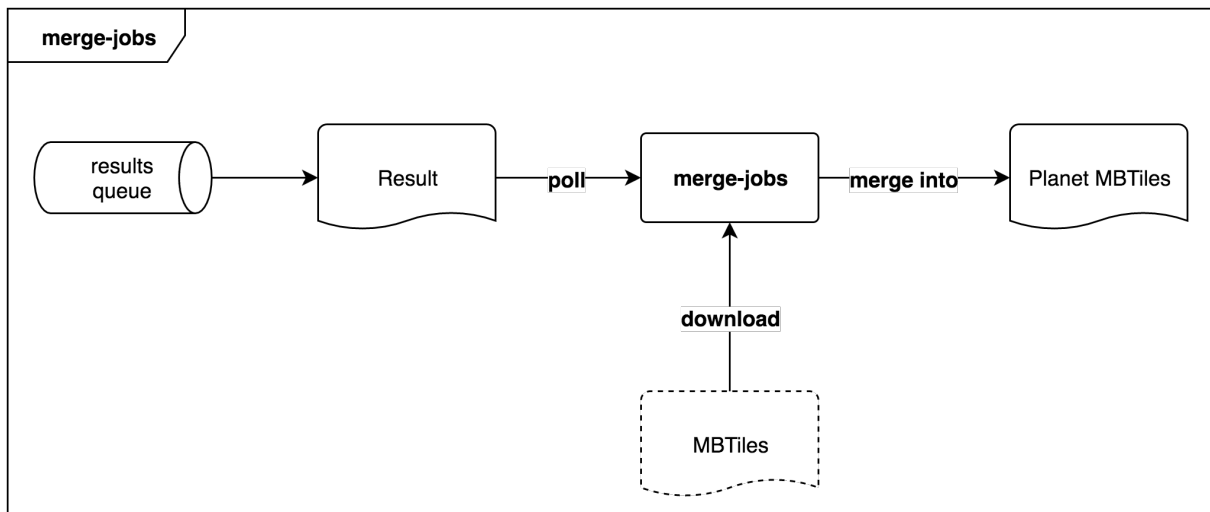 merge-jobs
results
queue
Result
poll
merge-jobs
merge into
Planet MBTiles
download
MBTiles